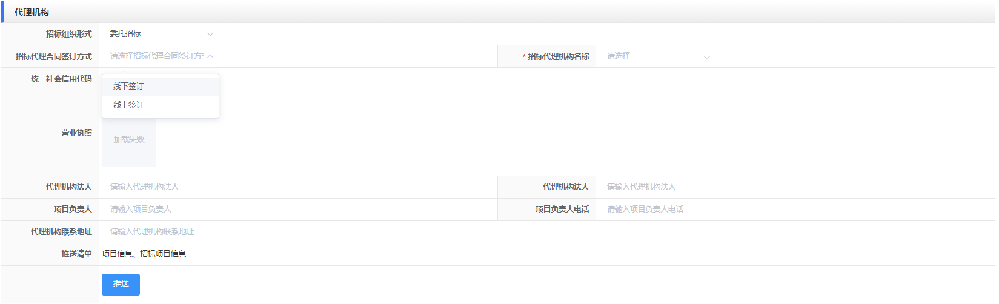 代理机构
招标组织形式 委托招标
招标代理合同签订方式 请选择招标代理合同签订方式 * 招标代理机构名称 请选择
统一社会信用代码
线下签订
线上签订
营业执照
加载失败
代理机构法人 请输入代理机构法人 代理机构法人 请输入代理机构法人
项目负责人 请输入项目负责人 项目负责人电话 请输入项目负责人电话
代理机构联系地址 请输入代理机构联系地址
推送清单 项目信息、招标项目信息
推送